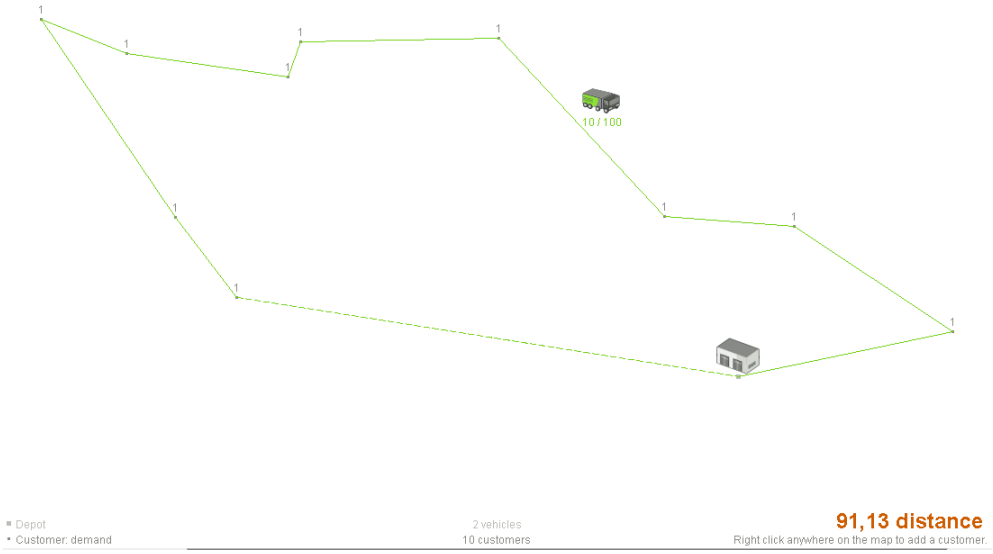 1
1
1
1
1
10 / 100
1
1
1
1
1
Depot
2 vehicles
91,13 distance
Customer: demand
10 customers
Right click anywhere on the map to add a customer.